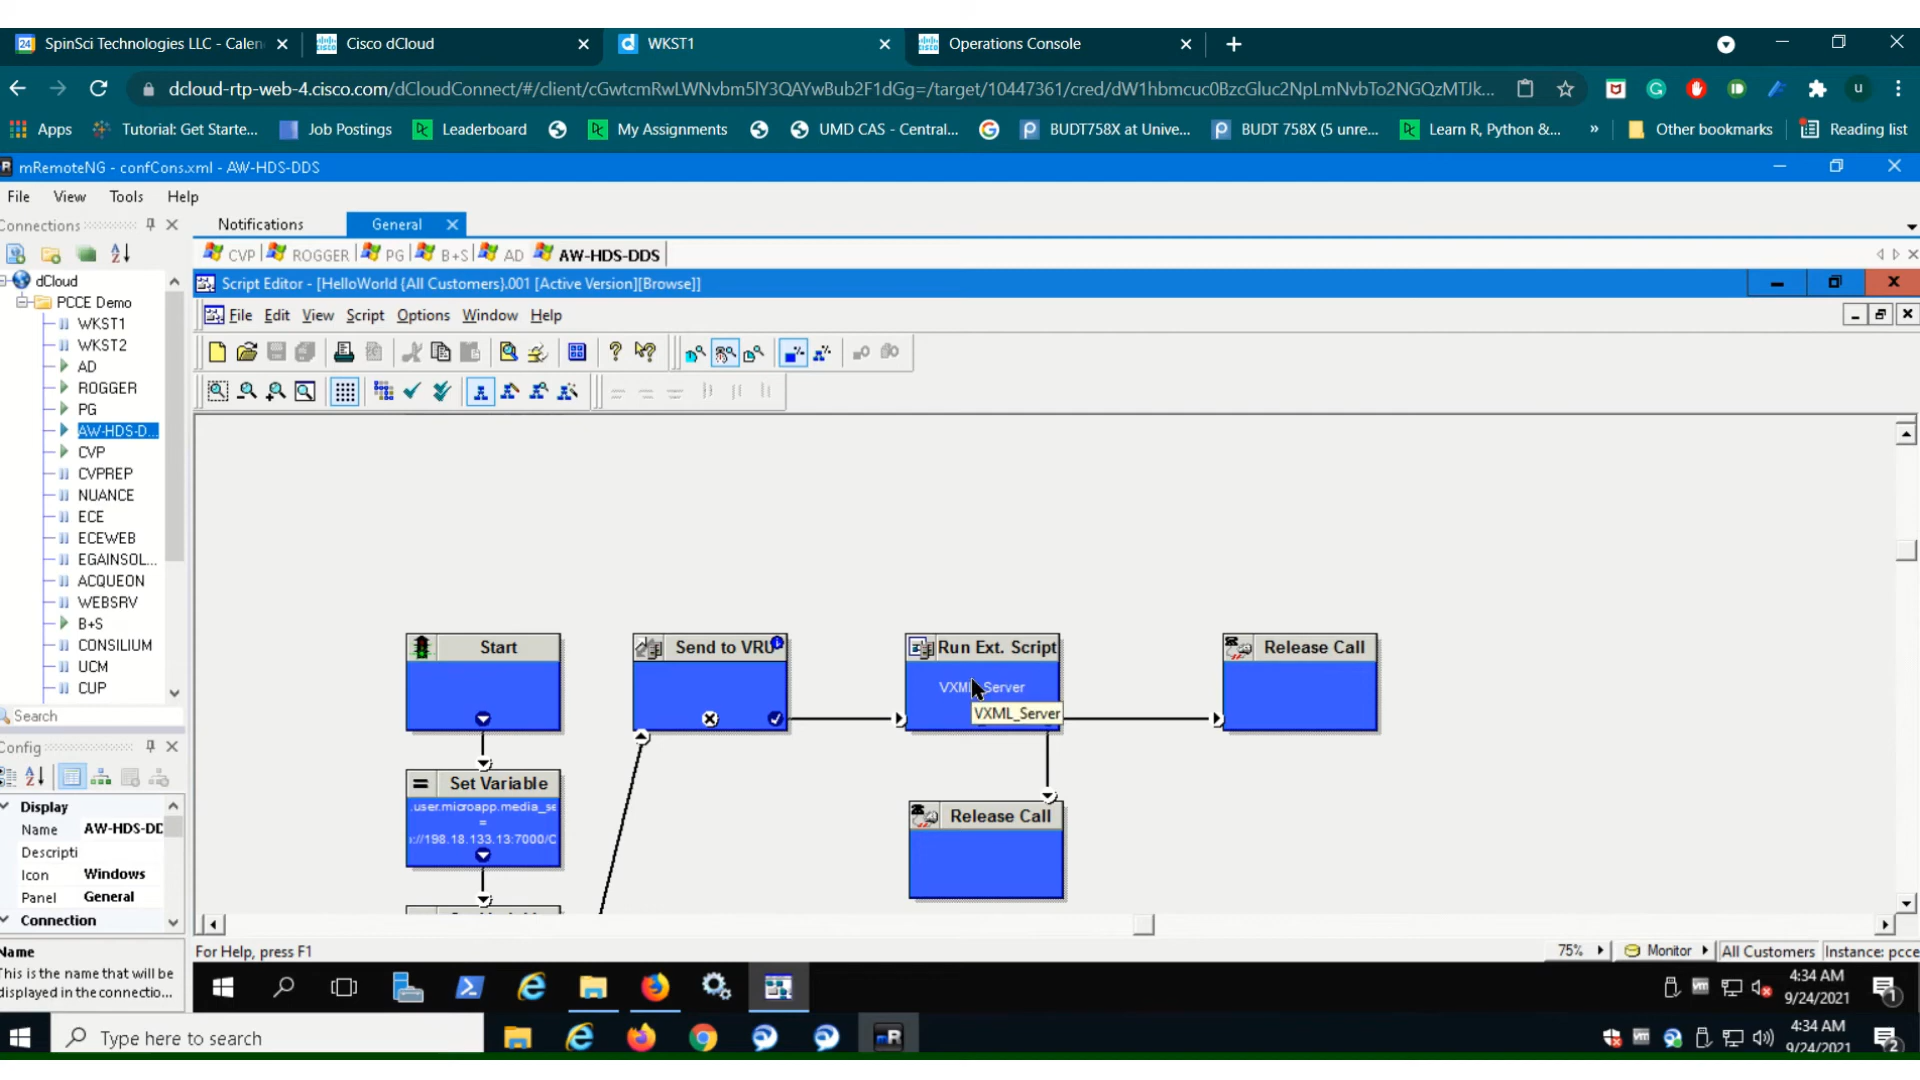 24 SpinSci Technologies LLC - Calen
Cisco dCloud
WKST1
Operations Console
dcloud-rtp-web-4.cisco.com/dCloudConnect/#/client/cGwtcmRwLWNvbm5lY3QAYwBub2F1dGg=/target/10447361/cred/dW1hbmcuc0BzcGluc2NpLmNvbTo2NGQzMTJk...
Apps
Tutorial: Get Starte...
Job Postings
Leaderboard
My Assignments
UMD CAS - Central...
BUDT758X at Unive...
BUDT 758X (5 unre...
Learn R, Python &...
»
Other bookmarks
Reading list
mRemoteNG - confCons.xml - AW-HDS-DDS
File View Tools Help
Connections
Notifications
General
CVP ROGGER PG B+S AD AW-HDS-DDS
dCloud
PCCE Demo
WKST1
WKST2
AD
ROGGER
PG
AW-HDS-D...
CVP
CVPREP
NUANCE
ECE
ECEWEB
EGAINSOL...
ACQUEON
WEBSRV
B+S
CONSILIUM
UCM
CUP
Search
Config
Display
Name AW-HDS-DD
Descripti
Icon Windows
Panel General
Connection
Name
This is the name that will be
displayed in the connectio...
Script Editor - [HelloWorld {All Customers}.001 [Active Version][Browse]]
File Edit View Script Options Window Help
Start
Send to VRU
Run Ext. Script
VXML_Server
VXML_Server
Release Call
Set Variable
.user.microapp.media_se
=
://198.18.133.13:7000/C
Release Call
For Help, press F1
75%
Monitor
All Customers
Instance: pcce
4:34 AM
9/24/2021
1
Type here to search
4:34 AM
9/24/2021
2